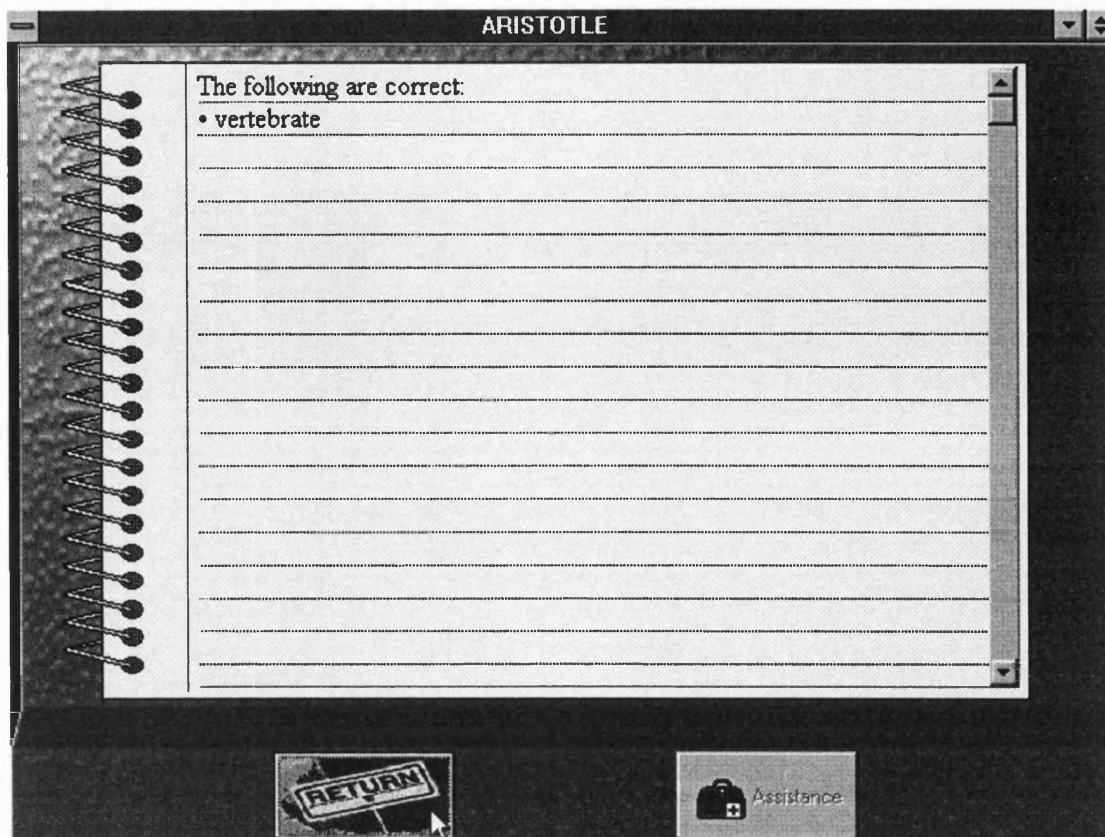 ARISTOTLE
The following are correct:
• vertebrate
RETURN
Assistance